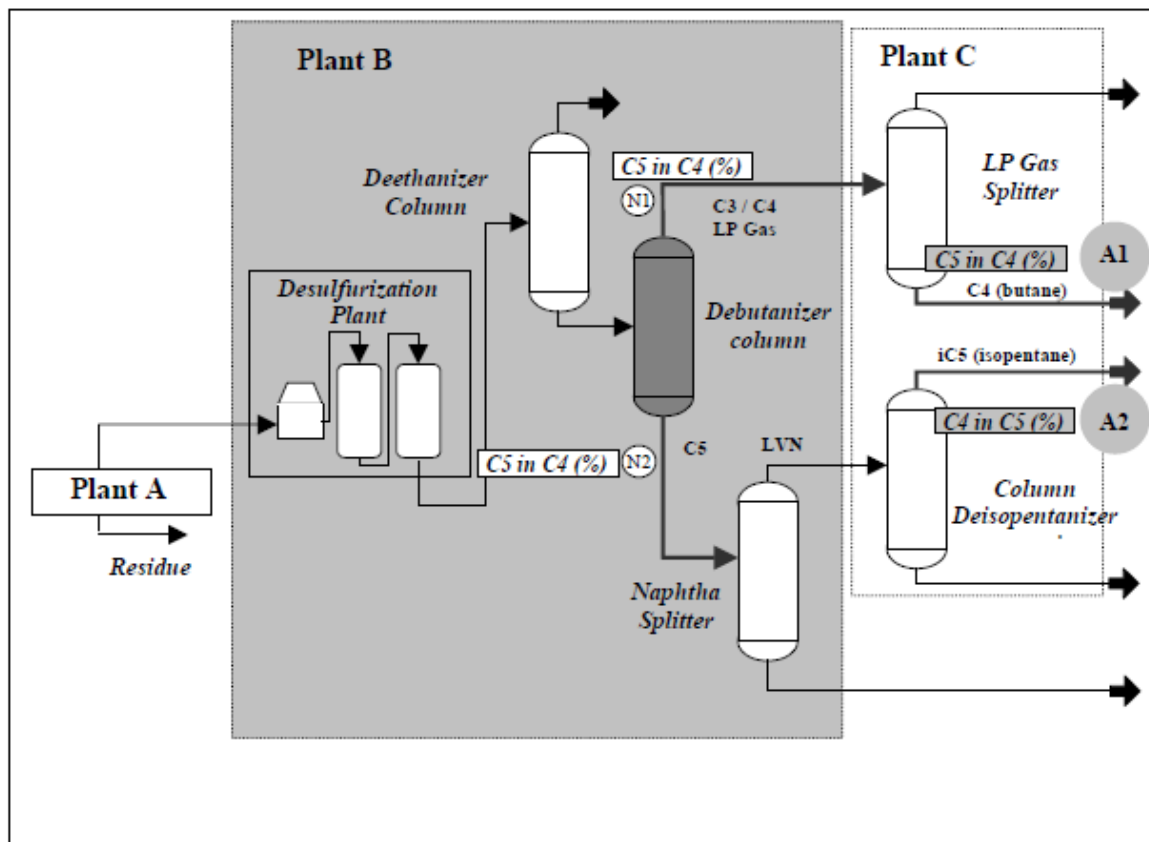 Plant B
Plant C
Deethanizer
Column
C5 in C4 (%)
N1
C3 / C4
LP Gas
LP Gas
Splitter
C5 in C4 (%)
A1
C4 (butane)
Desulfurization
Plant
Debutanizer
column
iC5 (isopentane)
C4 in C5 (%)
A2
C5 in C4 (%)
N2
C5
LVN
Plant A
Column
Deisopentanizer
Residue
Naphtha
Splitter